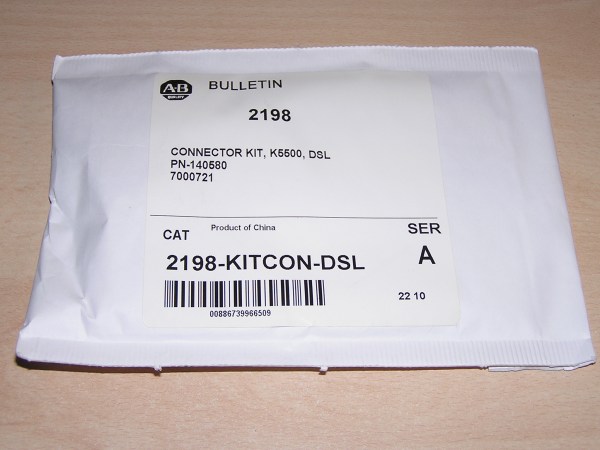 A·B
BULLETIN
2198
CONNECTOR KIT, K5500, DSL
PN-140580
7000721
Product of China
SER
CAT
2198-KITCON-DSL
A
22 10
00886739966509